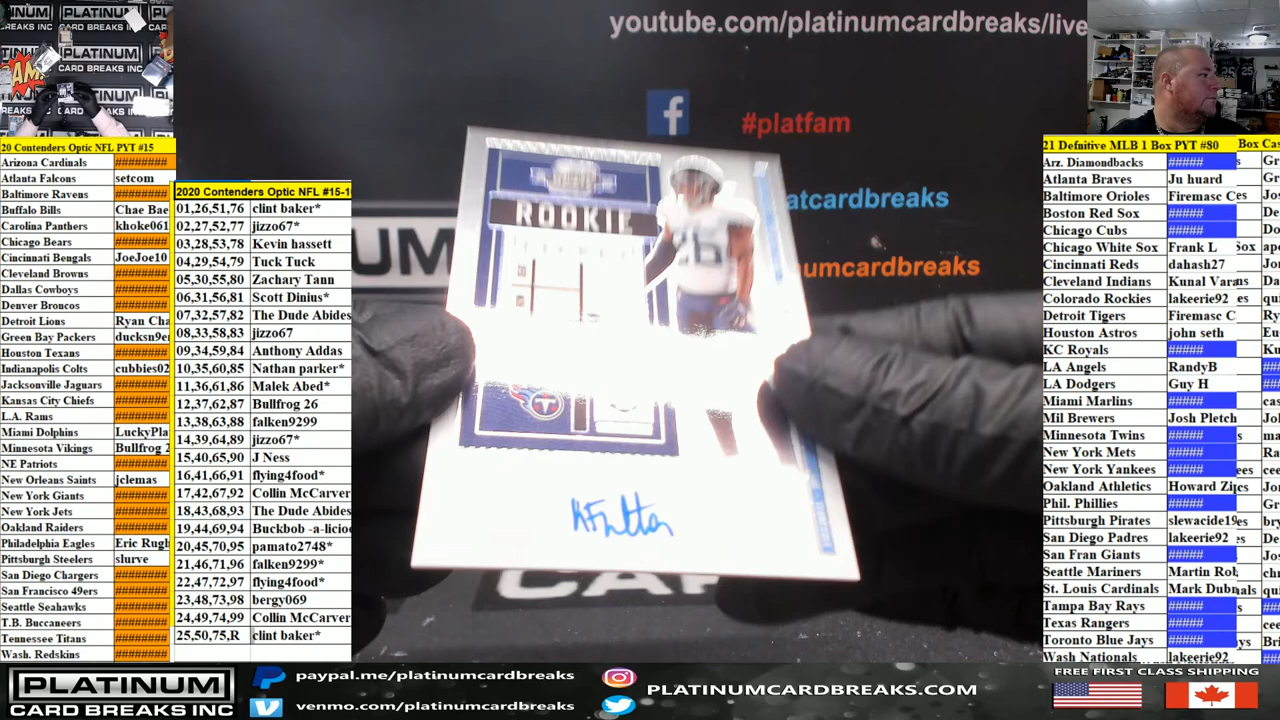 youtube.com/platinumcardbreaks/live
#platfam
atcardbreaks
numcardbreaks
ROOKIE
26
KFulton
PLATINUM
CARD BREAKS INC
20 Contenders Optic NFL PYT #15
Arizona Cardinals ########
Atlanta Falcons setcom
Baltimore Ravens ########
Buffalo Bills Chae Bae
Carolina Panthers khoke061
Chicago Bears ########
Cincinnati Bengals JoeJoe10
Cleveland Browns ########
Dallas Cowboys ########
Denver Broncos ########
Detroit Lions Ryan Cha
Green Bay Packers ducksn9e
Houston Texans ########
Indianapolis Colts cubbies02
Jacksonville Jaguars ########
Kansas City Chiefs ########
L.A. Rams ########
Miami Dolphins LuckyPla
Minnesota Vikings Bullfrog 2
NE Patriots ########
New Orleans Saints jclemas
New York Giants ########
New York Jets ########
Oakland Raiders ########
Philadelphia Eagles Eric Rugh
Pittsburgh Steelers slurve
San Diego Chargers ########
San Francisco 49ers ########
Seattle Seahawks ########
T.B. Buccaneers ########
Tennessee Titans ########
Wash. Redskins ########
2020 Contenders Optic NFL #15-1
01,26,51,76 clint baker*
02,27,52,77 jizzo67*
03,28,53,78 Kevin hassett
04,29,54,79 Tuck Tuck
05,30,55,80 Zachary Tann
06,31,56,81 Scott Dinius*
07,32,57,82 The Dude Abides
08,33,58,83 jizzo67
09,34,59,84 Anthony Addas
10,35,60,85 Nathan parker*
11,36,61,86 Malek Abed*
12,37,62,87 Bullfrog 26
13,38,63,88 falken9299
14,39,64,89 jizzo67*
15,40,65,90 J Ness
16,41,66,91 flying4food*
17,42,67,92 Collin McCarver
18,43,68,93 The Dude Abides
19,44,69,94 Buckbob -a-licio
20,45,70,95 pamato2748*
21,46,71,96 falken9299*
22,47,72,97 flying4food*
23,48,73,98 bergy069
24,49,74,99 Collin McCarver
25,50,75,R clint baker*
21 Defnitive MLB 1 Box PYT #80 Box Cas
Arz. Diamondbacks #####
Atlanta Braves Ju huard
Baltimore Orioles Firemasc Ces
Boston Red Sox #####
Chicago Cubs #####
Chicago White Sox Frank L
Cincinnati Reds dahash27
Cleveland Indians Kunal Vara
Colorado Rockies lakeerie92
Detroit Tigers Firemasc C
Houston Astros john seth
KC Royals #####
LA Angels RandyB
LA Dodgers Guy H
Miami Marlins #####
Mil Brewers Josh Pletch
Minnesota Twins #####
New York Mets #####
New York Yankees #####
Oakland Athletics Howard Zi
Phil. Phillies #####
Pittsburgh Pirates slewacide19
San Diego Padres lakeerie92
San Fran Giants #####
Seattle Mariners Martin Rob
St. Louis Cardinals Mark Dubn
Tampa Bay Rays #####
Texas Rangers #####
Toronto Blue Jays #####
Wash Nationals lakeerie92
PLATINUM
CARD BREAKS INC
paypal.me/platinumcardbreaks
venmo.com/platinumcardbreaks
PLATINUMCARDBREAKS.COM
FREE FIRST CLASS SHIPPING